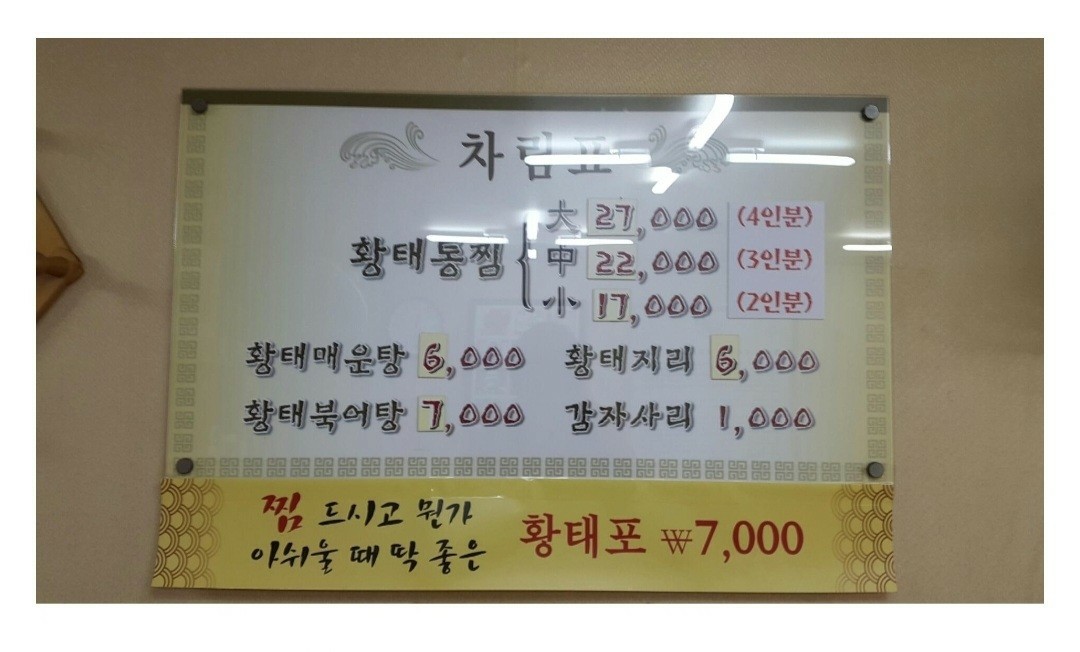 차림표
大 27,000 (4인분)
황태통찜 中 22,000 (3인분)
小 17,000 (2인분)
황태매운탕 6,000 황태지리 6,000
황태북어탕 7,000 감자사리 1,000
찜 드시고 뭔가
아쉬울 때 딱 좋은
황태포 ₩7,000